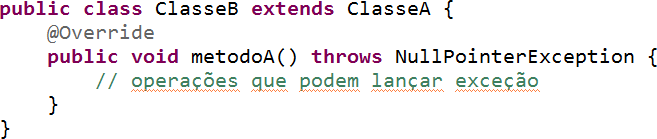 public class ClasseB extends ClasseA {
@Override
public void metodoA() throws NullPointerException {
// operações que podem lançar exceção
}
}